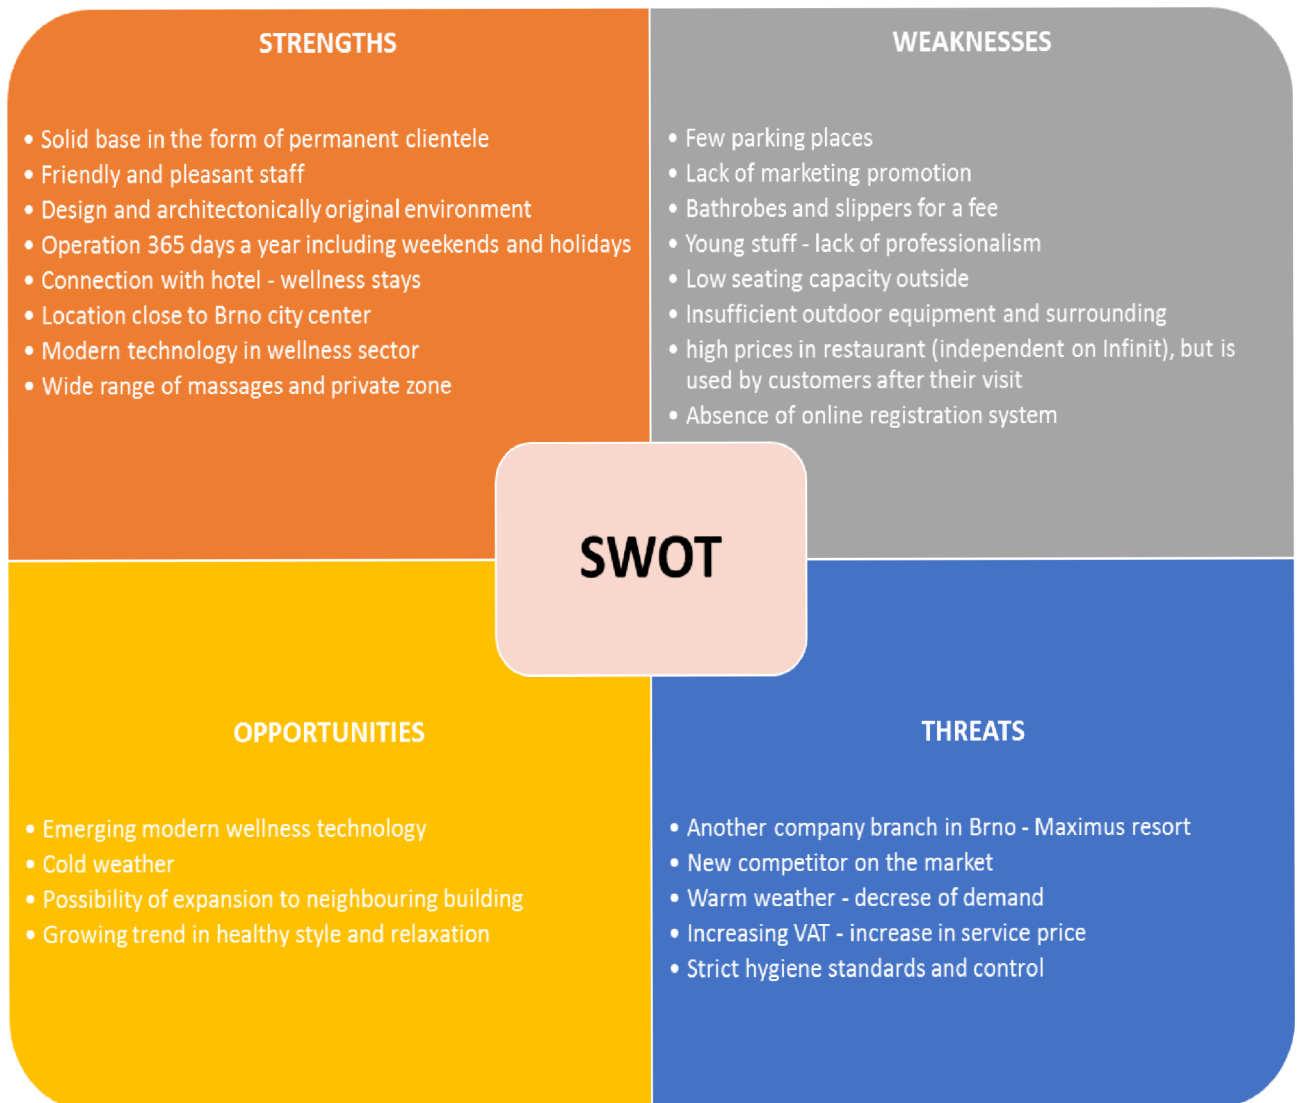 STRENGTHS
• Solid base in the form of permanent clientele
• Friendly and pleasant staff
• Design and architectonically original environment
• Operation 365 days a year including weekends and holidays
• Connection with hotel - wellness stays
• Location close to Brno city center
• Modern technology in wellness sector
• Wide range of massages and private zone
WEAKNESSES
• Few parking places
• Lack of marketing promotion
• Bathrobes and slippers for a fee
• Young stuff - lack of professionalism
• Low seating capacity outside
• Insufficient outdoor equipment and surrounding
• high prices in restaurant (independent on Infinit), but is
used by customers after their visit
• Absence of online registration system
SWOT
OPPORTUNITIES
• Emerging modern wellness technology
• Cold weather
• Possibility of expansion to neighbouring building
• Growing trend in healthy style and relaxation
THREATS
• Another company branch in Brno - Maximus resort
• New competitor on the market
• Warm weather - decrese of demand
• Increasing VAT - increase in service price
• Strict hygiene standards and control